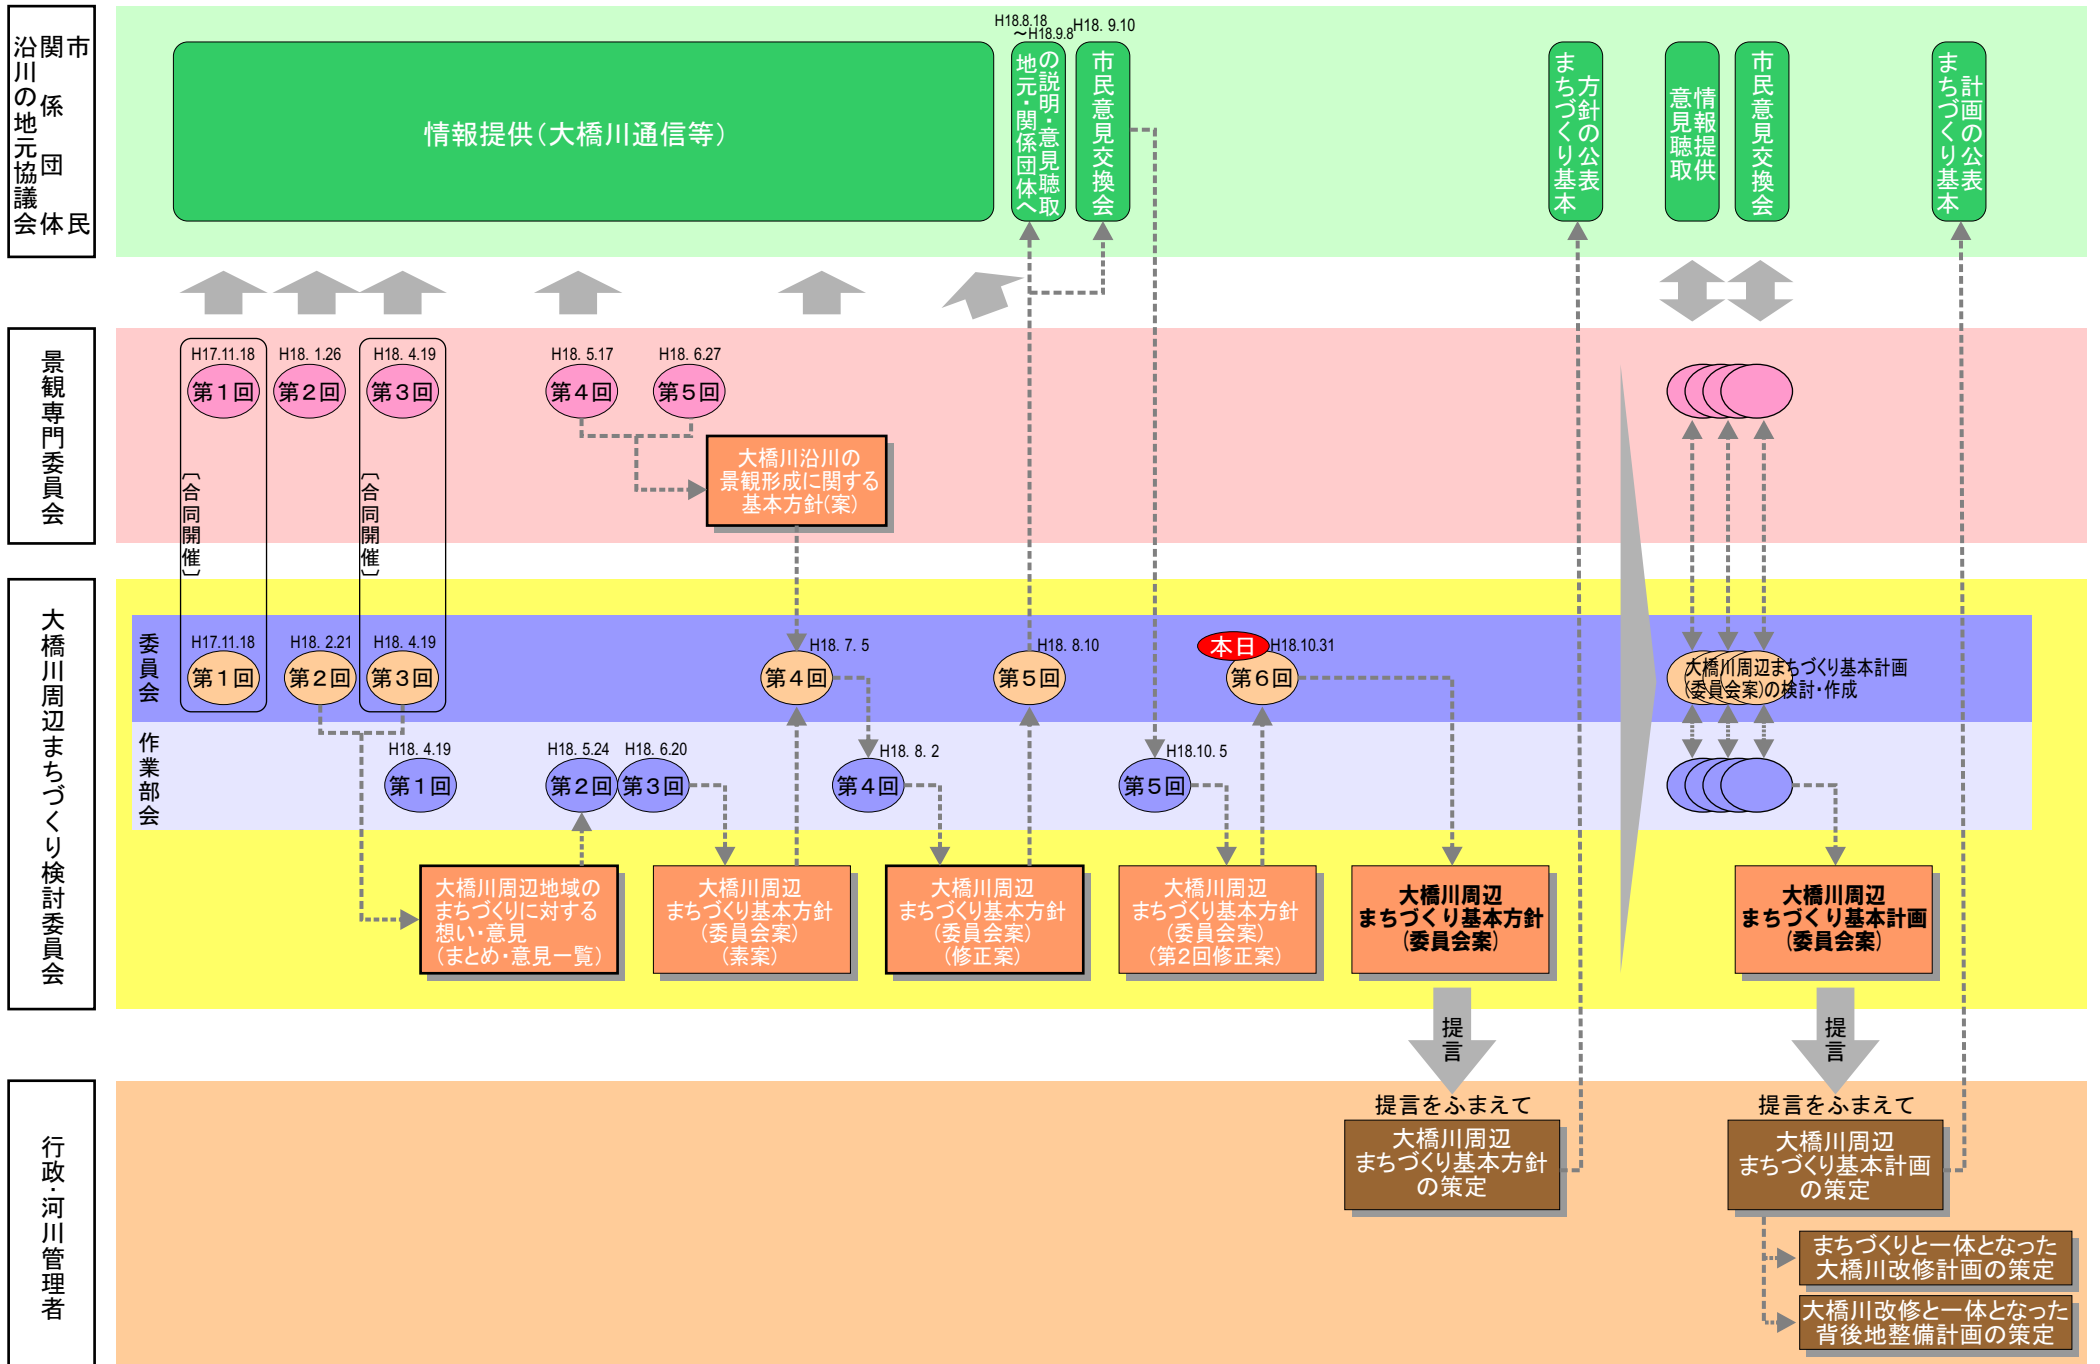 市民
関係団体
沿川の地元協議会
情報提供（大橋川通信等）
H18.8.18
～H18.9.8
地元・関係団体へ
の説明・意見聴取
H18. 9.10
市民意見交換会
まちづくり基本
方針の公表
情報提供
意見聴取
市民意見交換会
まちづくり基本
計画の公表
景観専門委員会
H17.11.18
第１回
H18. 1.26
第２回
H18. 4.19
第３回
H18. 5.17
第４回
H18. 6.27
第５回
〔合同開催〕
〔合同開催〕
大橋川沿川の
景観形成に関する
基本方針（案）
大橋川周辺まちづくり検討委員会
委員会
H17.11.18
第１回
H18. 2.21
第２回
H18. 4.19
第３回
H18. 7. 5
第４回
H18. 8.10
第５回
本日
H18.10.31
第６回
大橋川周辺まちづくり基本計画
(委員会案)の検討・作成
作業部会
H18. 4.19
第１回
H18. 5.24
第２回
H18. 6.20
第３回
H18. 8. 2
第４回
H18.10. 5
第５回
大橋川周辺地域の
まちづくりに対する
想い・意見
（まとめ・意見一覧）
大橋川周辺
まちづくり基本方針
（委員会案）
（素案）
大橋川周辺
まちづくり基本方針
（委員会案）
（修正案）
大橋川周辺
まちづくり基本方針
（委員会案）
（第2回修正案）
大橋川周辺
まちづくり基本方針
（委員会案）
大橋川周辺
まちづくり基本計画
（委員会案）
提言
提言
行政・河川管理者
提言をふまえて
大橋川周辺
まちづくり基本方針
の策定
提言をふまえて
大橋川周辺
まちづくり基本計画
の策定
まちづくりと一体となった
大橋川改修計画の策定
大橋川改修と一体となった
背後地整備計画の策定